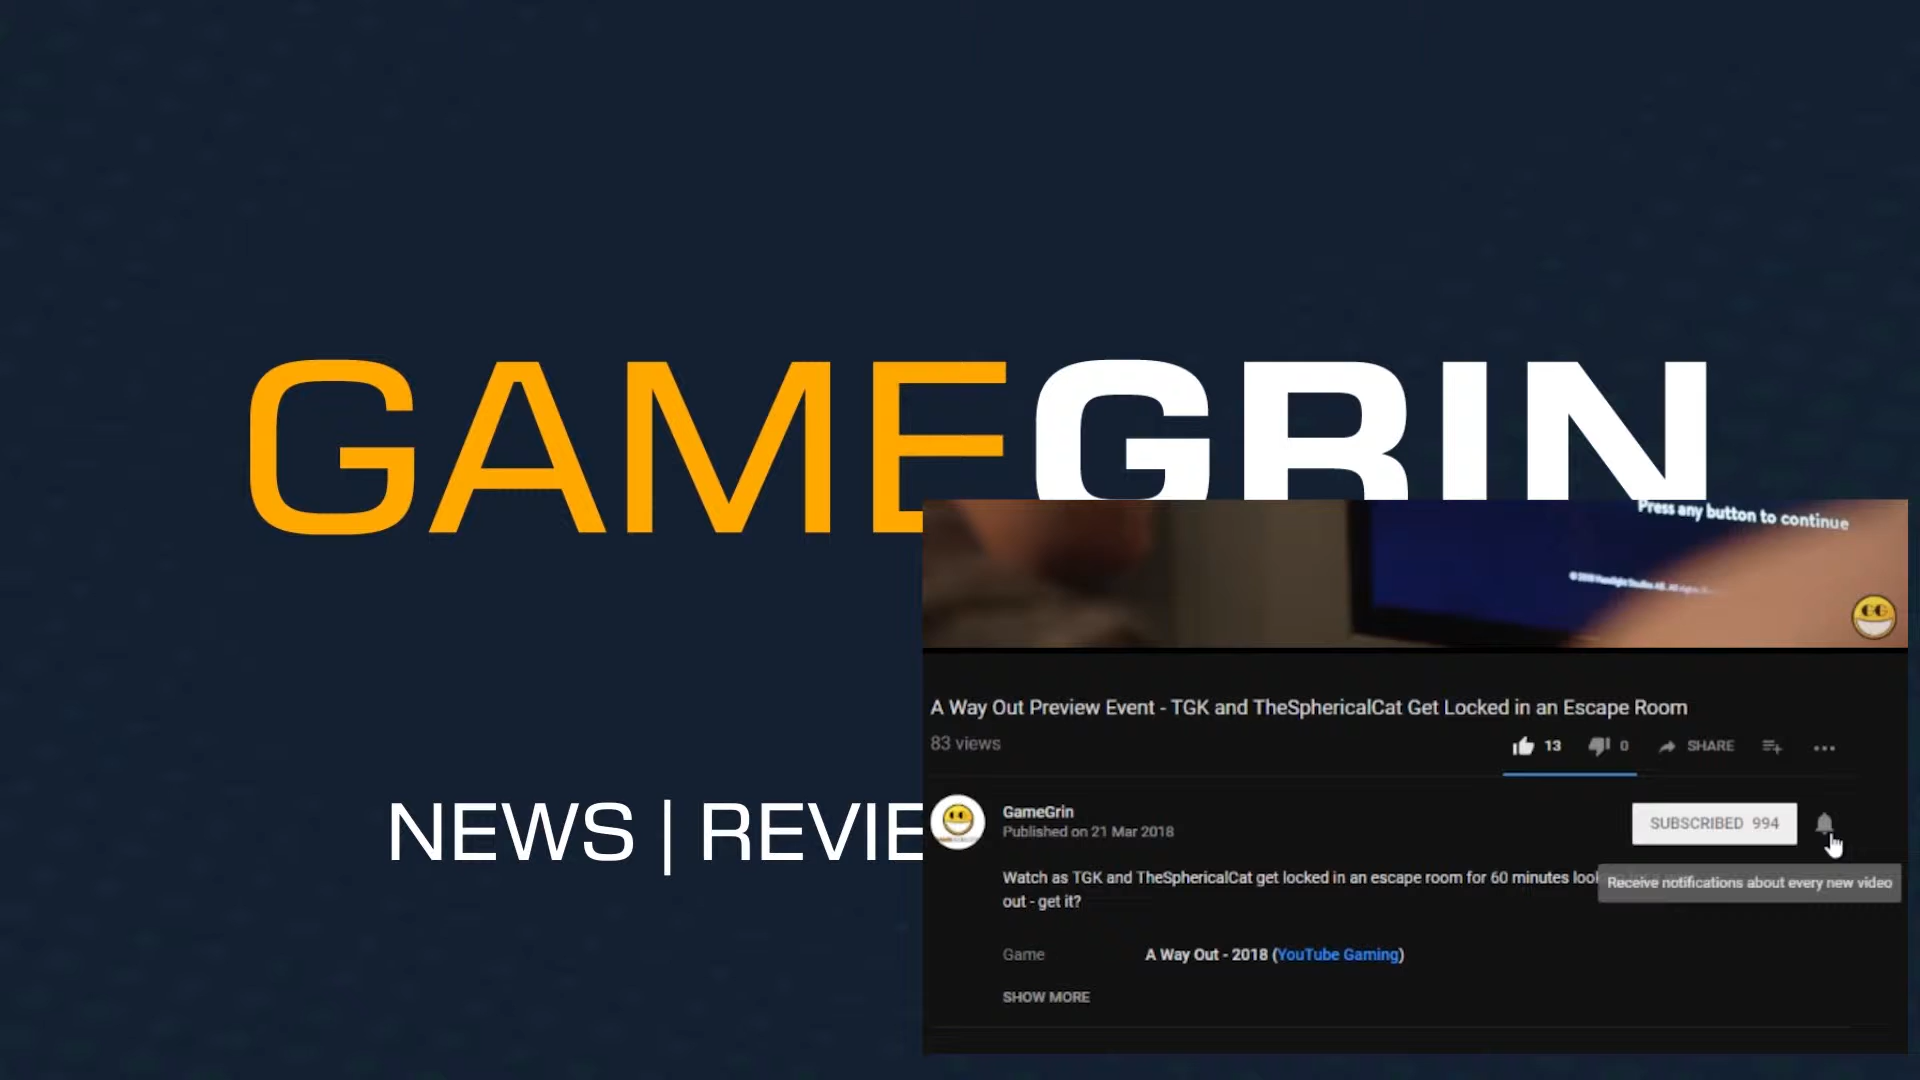 GAMEGRIN
NEWS | REVIE
Press any button to continue
A Way Out Preview Event - TGK and TheSphericalCat Get Locked in an Escape Room
83 views
13
0
SHARE
GameGrin
Published on 21 Mar 2018
SUBSCRIBED 994
Watch as TGK and TheSphericalCat get locked in an escape room for 60 minutes
Receive notifications about every new video
out - get it?
Game
A Way Out - 2018 (YouTube Gaming)
SHOW MORE